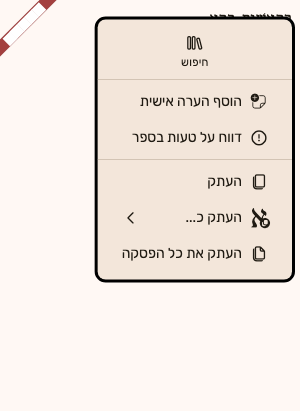 חיפוש
הוסף הערה אישית
דווח על טעות בספר
העתק
העתק כ...
העתק את כל הפסקה